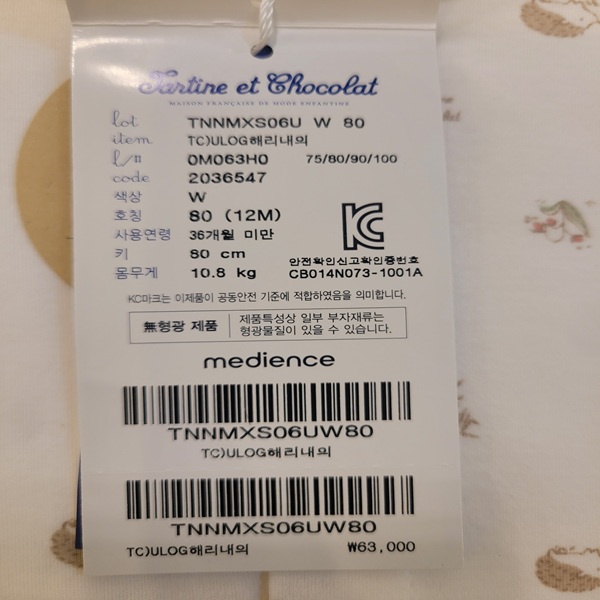 Tartine et Chocolat
MAISON FRANÇAISE DE MODE ENFANTINE
lot TNNMXS06U W 80
item TC)ULOG해리내의
l/# 0M063H0 75/80/90/100
code 2036547
색상 W
호칭 80 (12M)
사용연령 36개월 미만
키 80 cm
몸무게 10.8 kg
안전확인신고확인증번호
CB014N073-1001A
KC마크는 이제품이 공통안전 기준에 적합하였음을 의미합니다.
無형광 제품
제품특성상 일부 부자재류는
형광물질이 있을 수 있습니다.
medience
TNNMXS06UW80
TC)ULOG해리내의
TNNMXS06UW80
TC)ULOG해리내의 ₩63,000